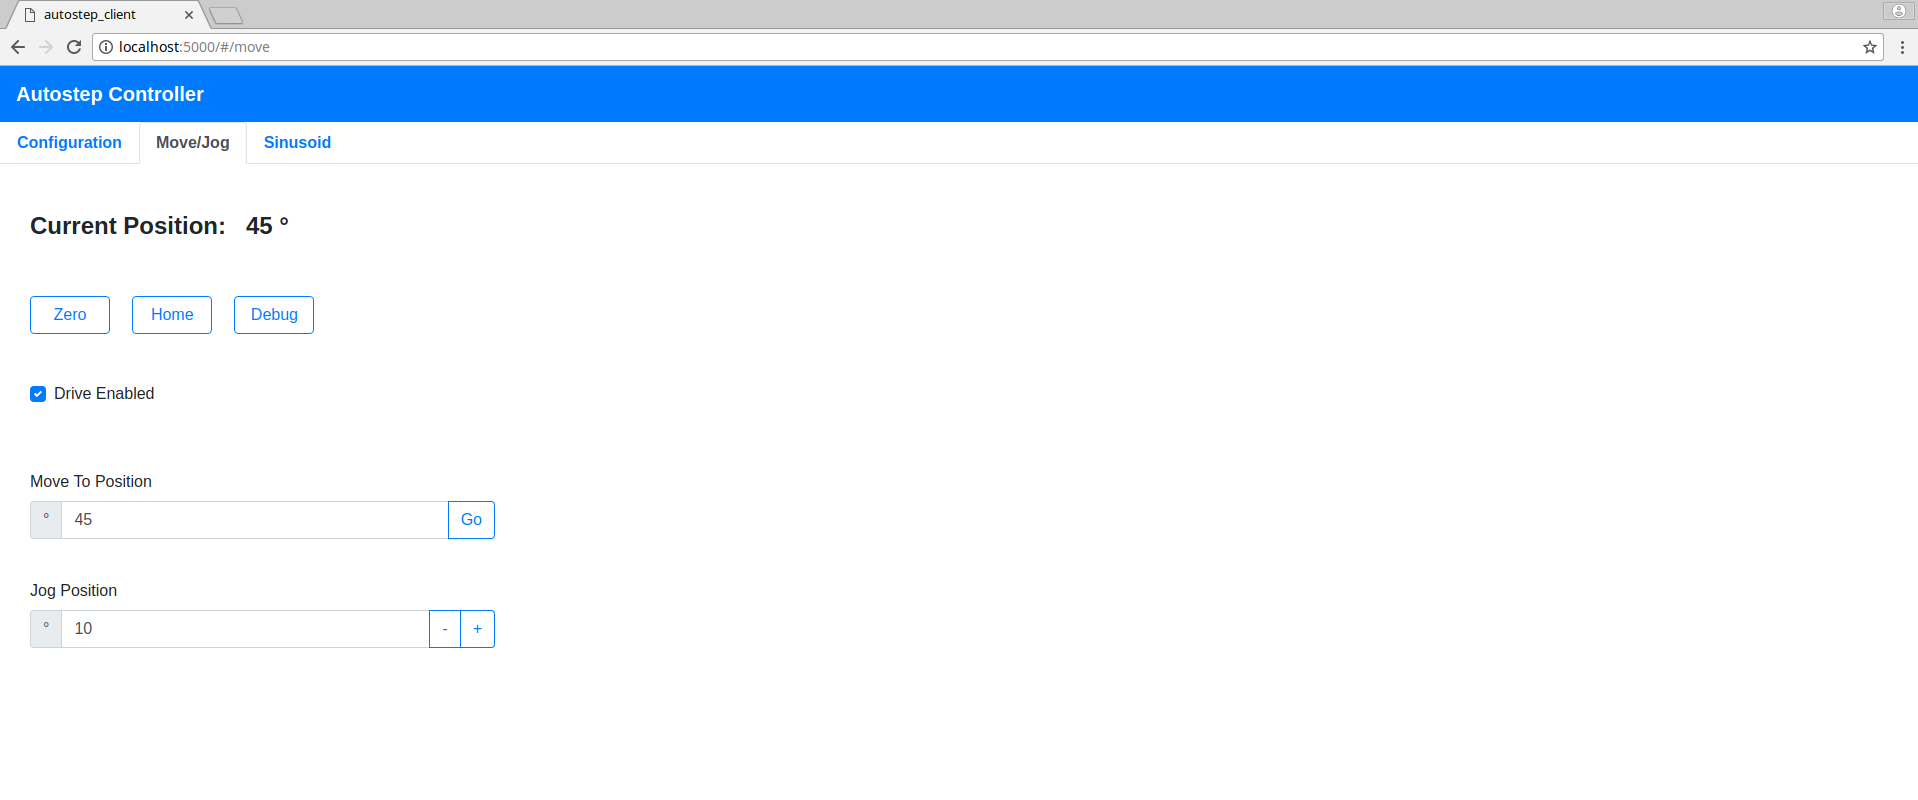 autostep_client
localhost:5000/#/move
Autostep Controller
Configuration Move/Jog Sinusoid
Current Position: 45 °
Zero Home Debug
Drive Enabled
Move To Position
° 45 Go
Jog Position
° 10 - +